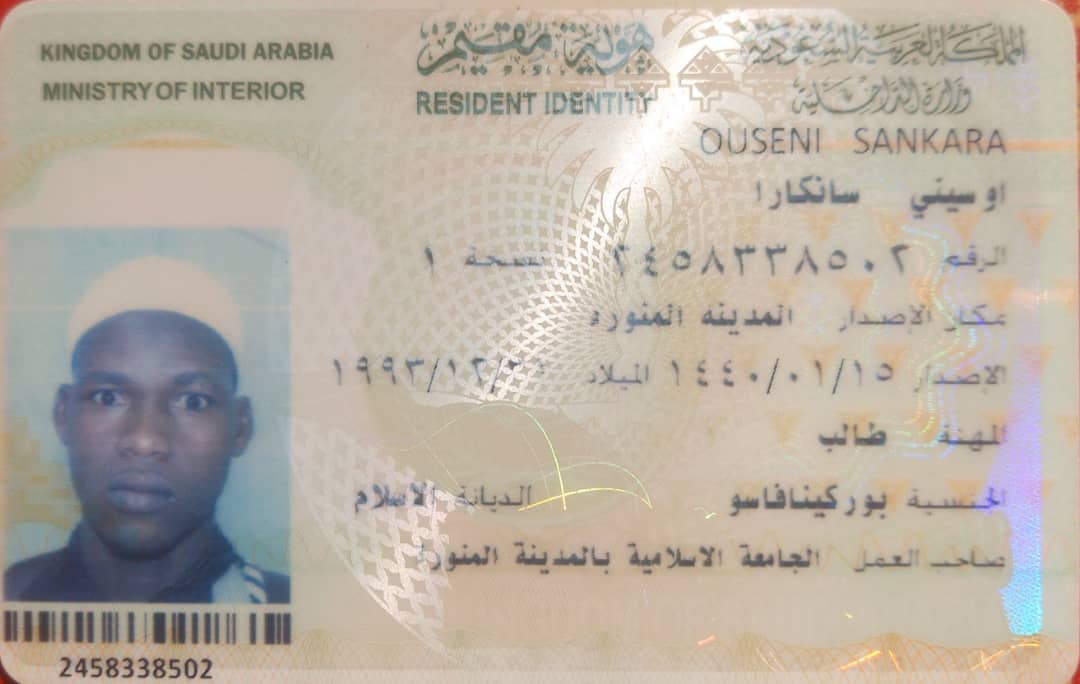 KINGDOM OF SAUDI ARABIA
MINISTRY OF INTERIOR
هوية مقيم
RESIDENT IDENTITY
المملكة العربية السعودية
وزارة الداخلية
OUSENI SANKARA
اوسيني سانكارا
الرقم ٢٤٥٨٣٣٨٥٠٢ نسخة ١
مكان الإصدار المدينه المنوره
الإصدار ١٤٤٠/٠١/١٥ الميلاد ١٩٩٣/١٢/
المهنة طالب
الجنسية بوركينافاسو الديانة الاسلام
صاحب العمل الجامعة الاسلامية بالمدينة المنورة
2458338502